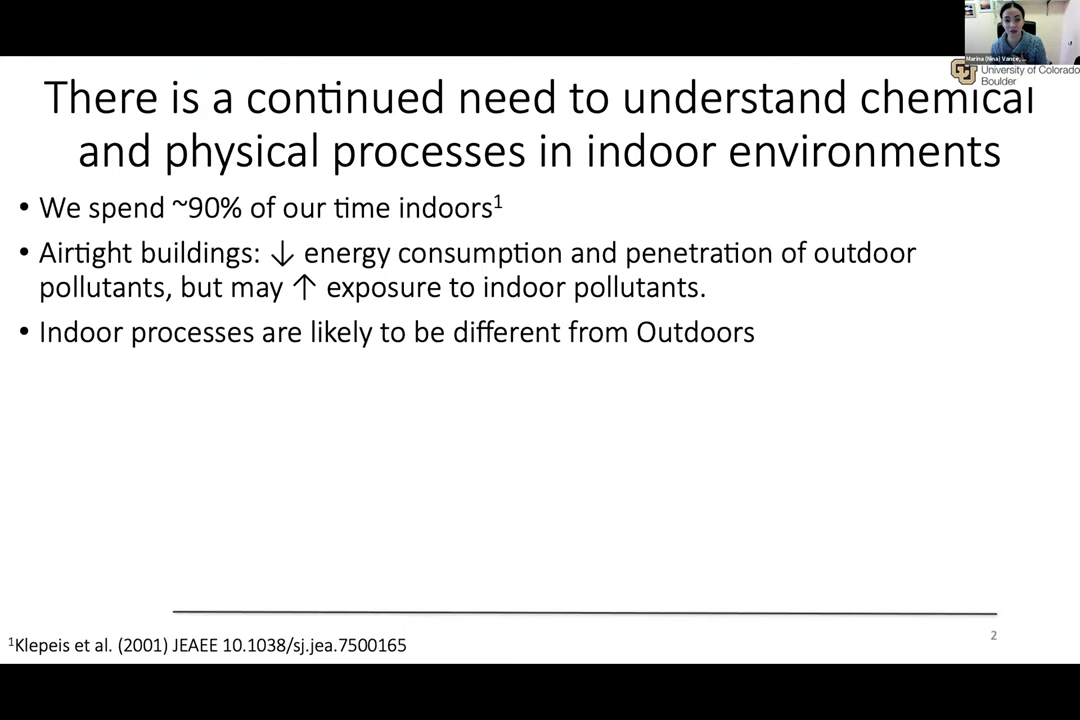 Marina (Nina) Vance, ...
University of Colorado
Boulder
There is a continued need to understand chemical
and physical processes in indoor environments
• We spend ~90% of our time indoors¹
• Airtight buildings: ↓ energy consumption and penetration of outdoor
pollutants, but may ↑ exposure to indoor pollutants.
• Indoor processes are likely to be different from Outdoors
2
¹Klepeis et al. (2001) JEAEE 10.1038/sj.jea.7500165